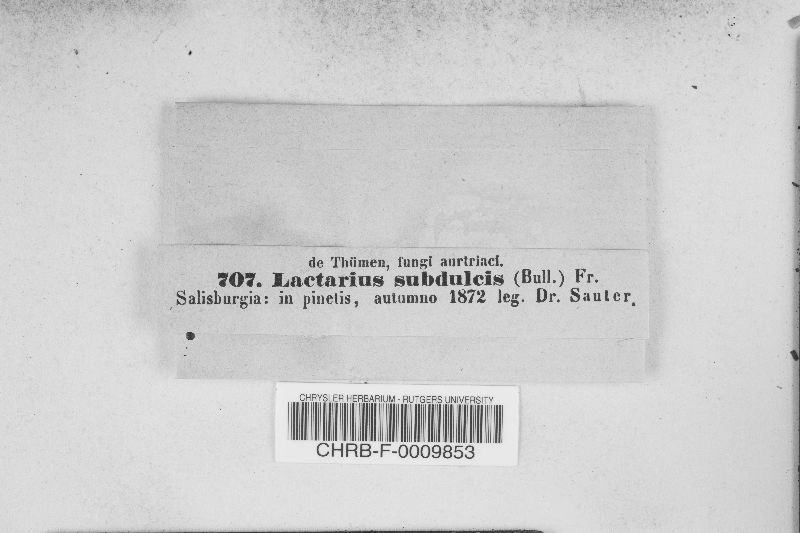 de Thümen, fungi aurtriaci.
707. Lactarius subdulcis (Bull.) Fr.
Salisburgia: in pinetis, autumno 1872 leg. Dr. Sauter.
CHRYSLER HERBARIUM - RUTGERS UNIVERSITY
CHRB-F-0009853